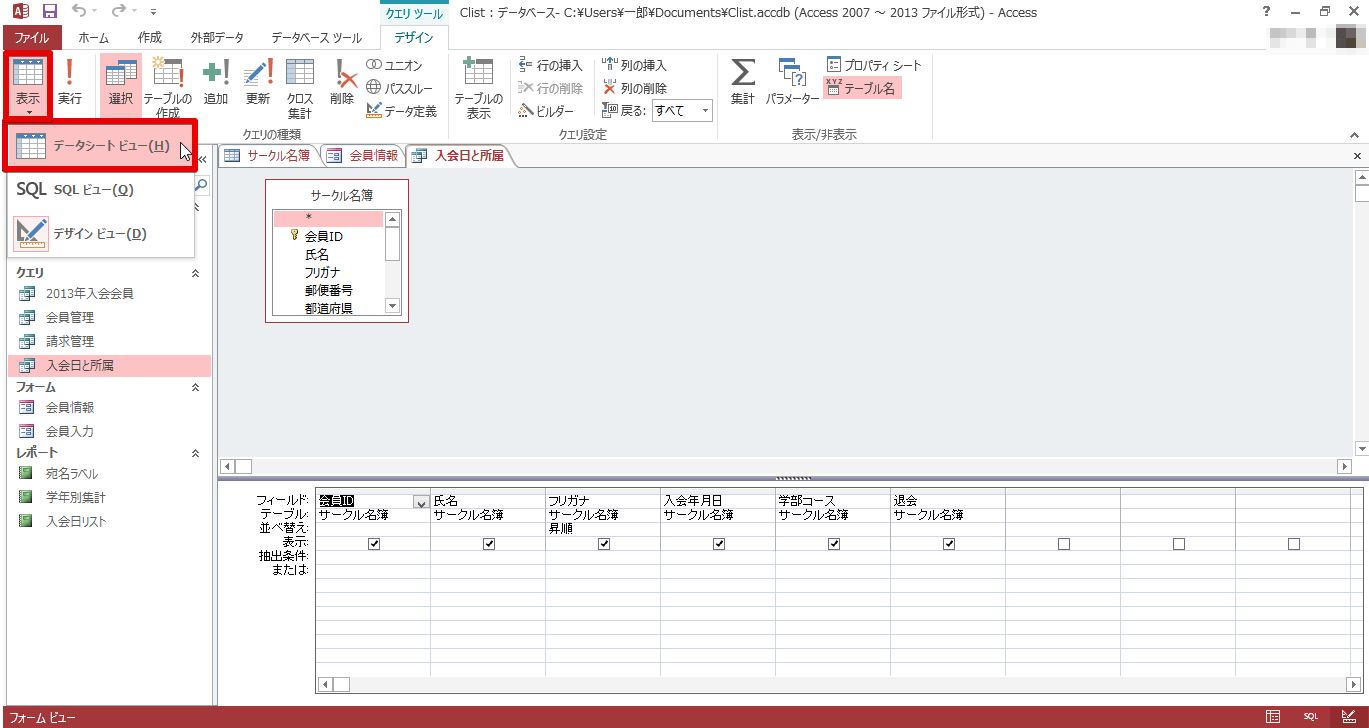 クエリ ツール
Clist : データベース- C:¥Users¥一郎¥Documents¥Clist.accdb (Access 2007 ～ 2013 ファイル形式) - Access
?
ファイル ホーム 作成 外部データ データベース ツール デザイン
表示 実行 選択 テーブルの作成 追加 更新 クロス集計 削除
ユニオン
パススルー
データ定義
クエリの種類
テーブルの表示
行の挿入
行の削除
ビルダー
列の挿入
列の削除
戻る: すべて
クエリ設定
集計 パラメーター
プロパティ シート
XYZ テーブル名
表示/非表示
データシート ビュー(H)
SQL SQL ビュー(Q)
デザイン ビュー(D)
クエリ
2013年入会会員
会員管理
請求管理
入会日と所属
フォーム
会員情報
会員入力
レポート
宛名ラベル
学年別集計
入会日リスト
サークル名簿 会員情報 入会日と所属
サークル名簿
*
会員ID
氏名
フリガナ
郵便番号
都道府県
フィールド: 会員ID 氏名 フリガナ 入会年月日 学部コース 退会
テーブル: サークル名簿 サークル名簿 サークル名簿 サークル名簿 サークル名簿 サークル名簿
並べ替え: 昇順
表示:
抽出条件:
または:
フォーム ビュー
SQL